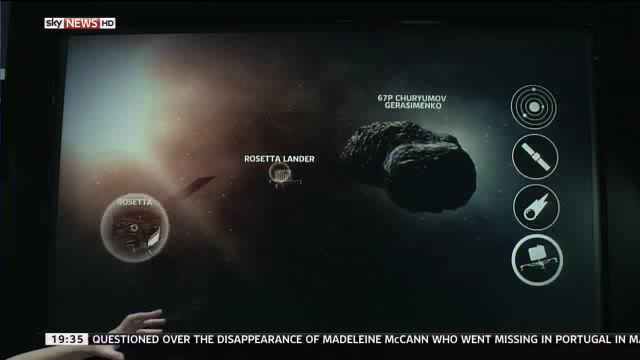 sky NEWS HD
67P CHURYUMOV
GERASIMENKO
ROSETTA LANDER
ROSETTA
19:35 QUESTIONED OVER THE DISAPPEARANCE OF MADELEINE McCANN WHO WENT MISSING IN PORTUGAL IN M